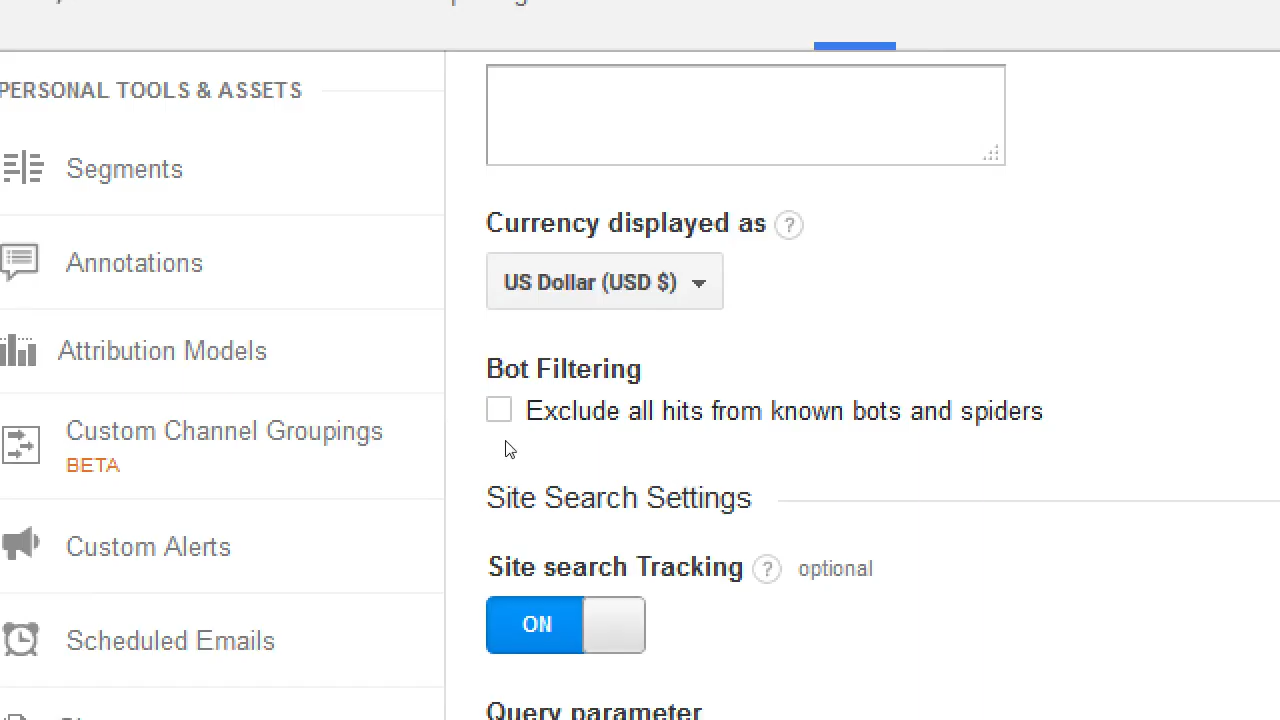 PERSONAL TOOLS & ASSETS
Segments
Annotations
Attribution Models
Custom Channel Groupings
BETA
Custom Alerts
Scheduled Emails
Currency displayed as ?
US Dollar (USD $)
Bot Filtering
Exclude all hits from known bots and spiders
Site Search Settings
Site search Tracking ? optional
ON
Query parameter